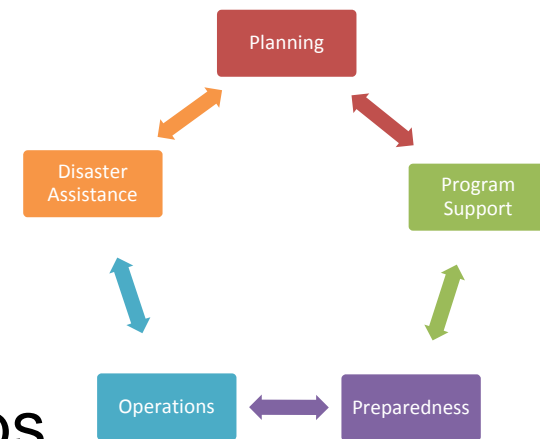 Planning
Disaster
Assistance
Program
Support
Operations
Preparedness